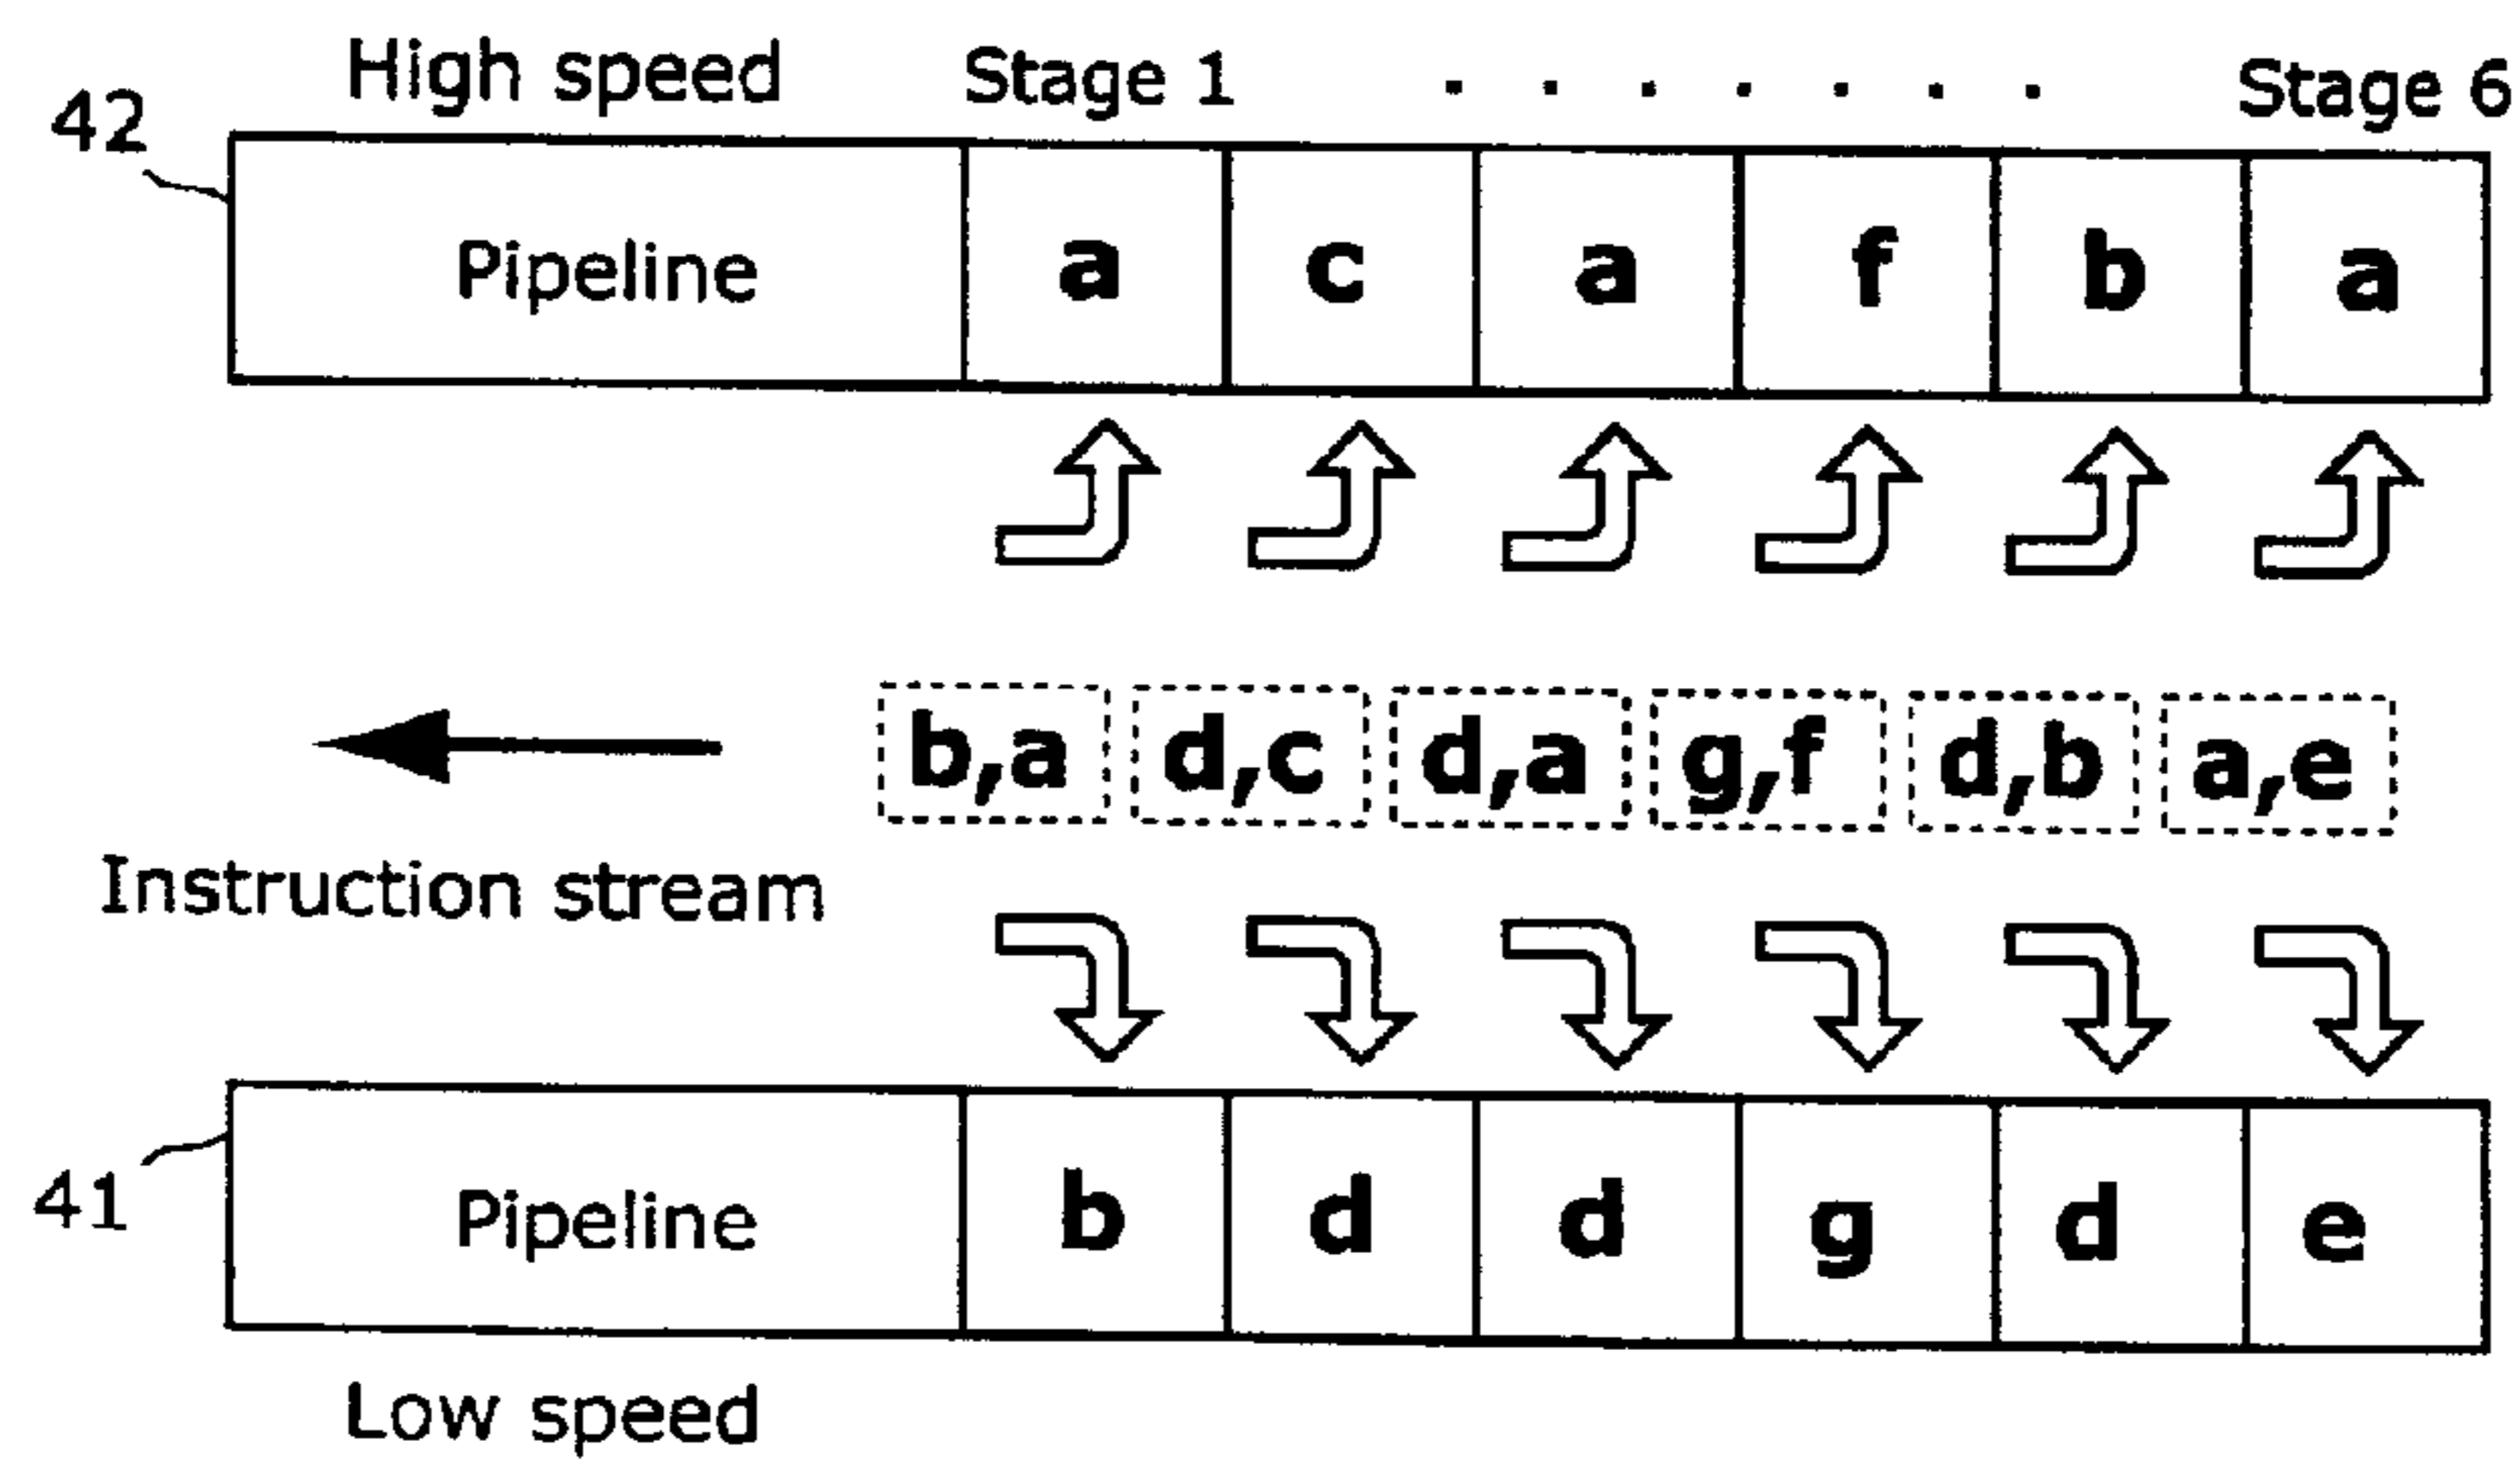 High speed Stage 1 . . . . . . . Stage 6
42
Pipeline a c a f b a
b,a d,c d,a g,f d,b a,e
Instruction stream
41
Pipeline b d d g d e
Low speed